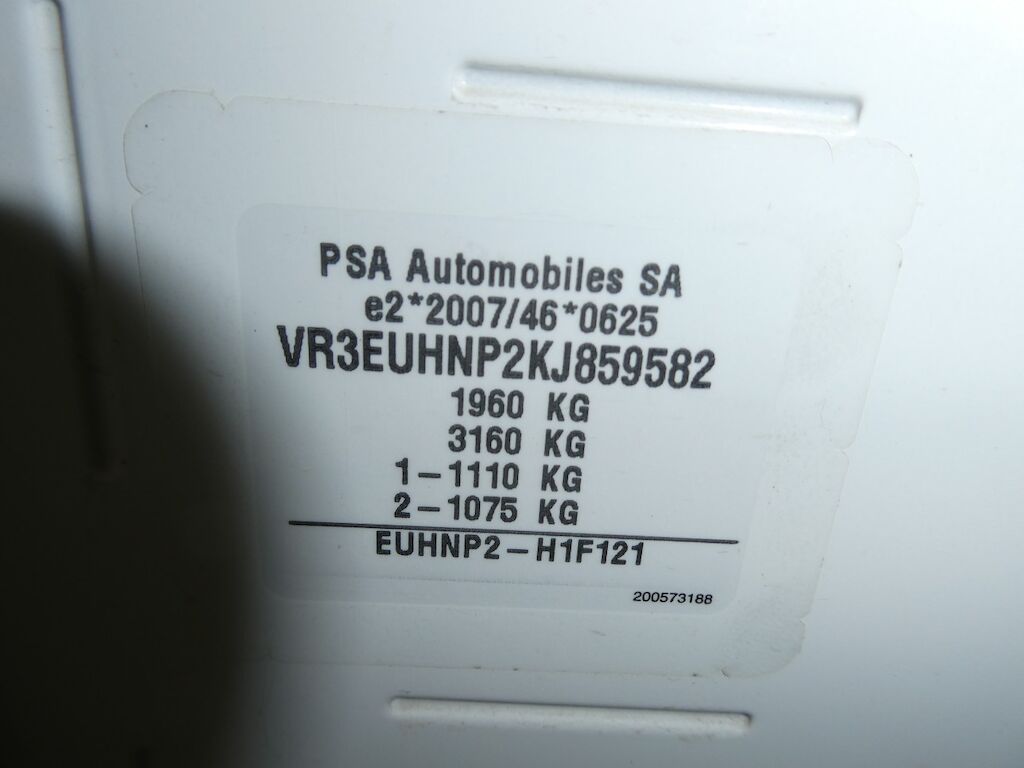 PSA Automobiles SA
e2*2007/46*0625
VR3EUHNP2KJ859582
1960 KG
3160 KG
1-1110 KG
2-1075 KG
EUHNP2-H1F121
200573188